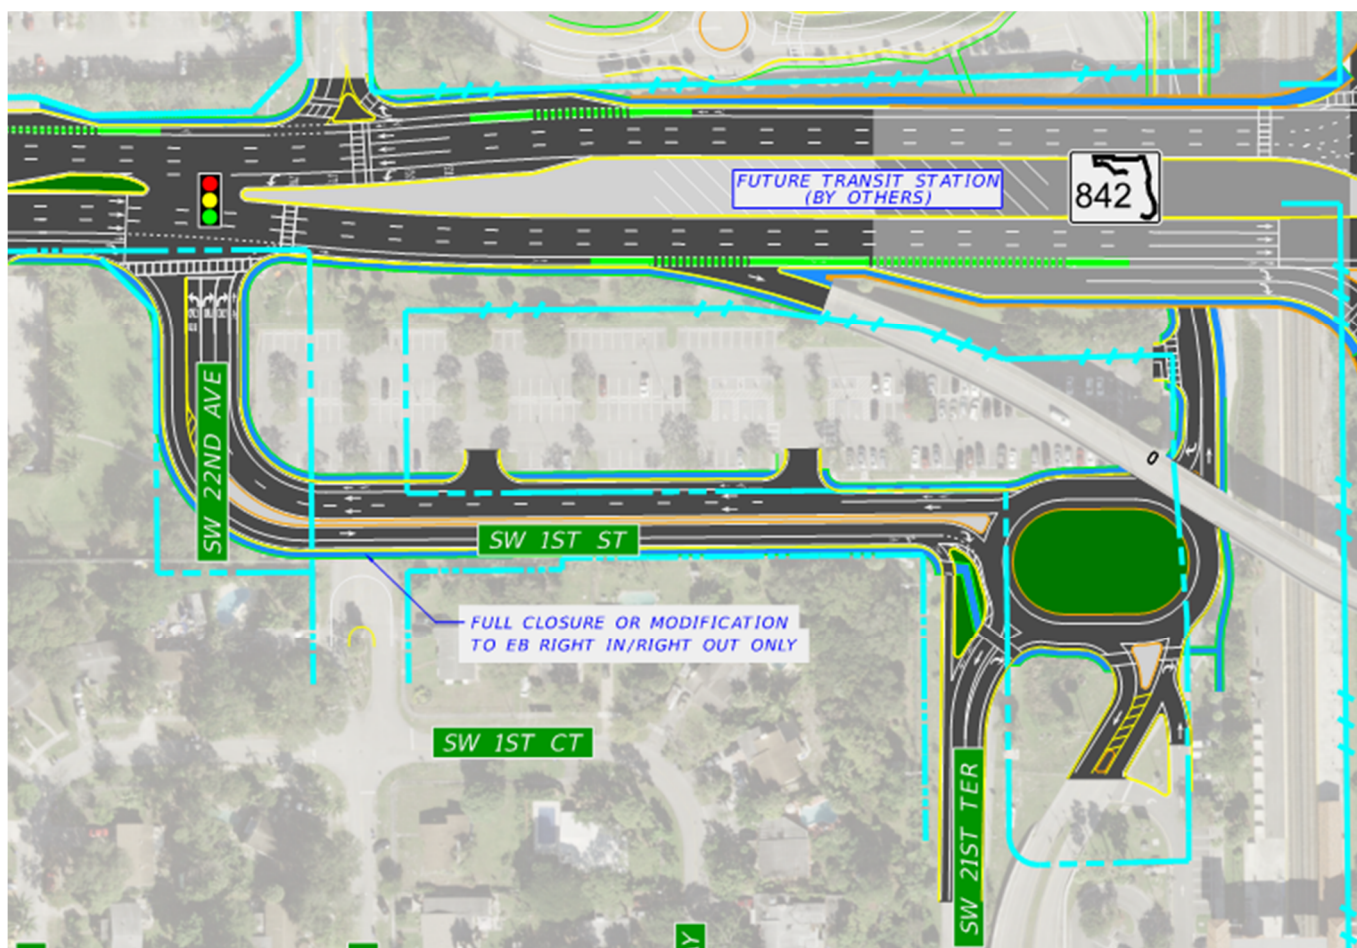 FUTURE TRANSIT STATION
(BY OTHERS)
842
SW 22ND AVE
SW 1ST ST
FULL CLOSURE OR MODIFICATION
TO EB RIGHT IN/RIGHT OUT ONLY
SW 1ST CT
SW 21ST TER
Y
0